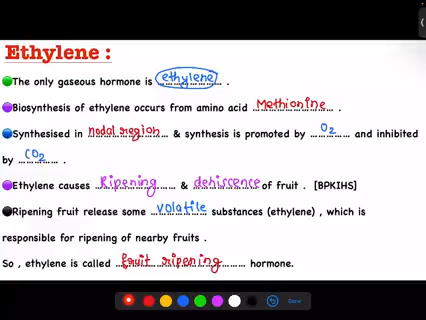 Ethylene :
The only gaseous hormone is ethylene .
Biosynthesis of ethylene occurs from amino acid Methionine .
Synthesised in nodal region & synthesis is promoted by O2 and inhibited
by CO2 .
Ethylene causes Ripening & dehiscence of fruit . [BPKIHS]
Ripening fruit release some volatile substances (ethylene) , which is
responsible for ripening of nearby fruits .
So , ethylene is called fruit ripening hormone.
Done